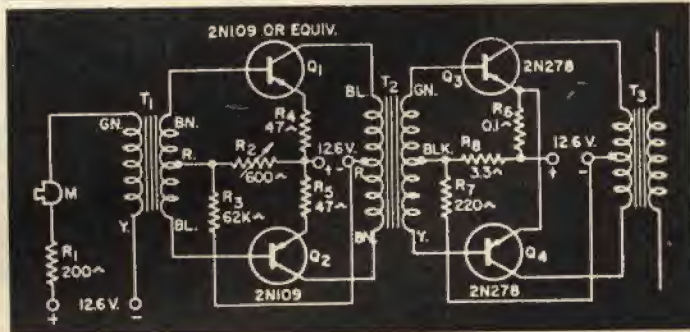 2N109 OR EQUIV.
Q1
2N278
Q3
T1
T2
T3
GN.
BN.
BL.
GN.
R4
47
R6
0.1
R2
600
12.6 V.
R8
3.3
12.6 V.
R.
+ -
R.
BLK.
+ -
M
R3
62K
R5
47
R7
220
Y.
BL.
BN.
Y.
R1
200
Q2
Q4
+ 12.6 V. -
2N109
2N278